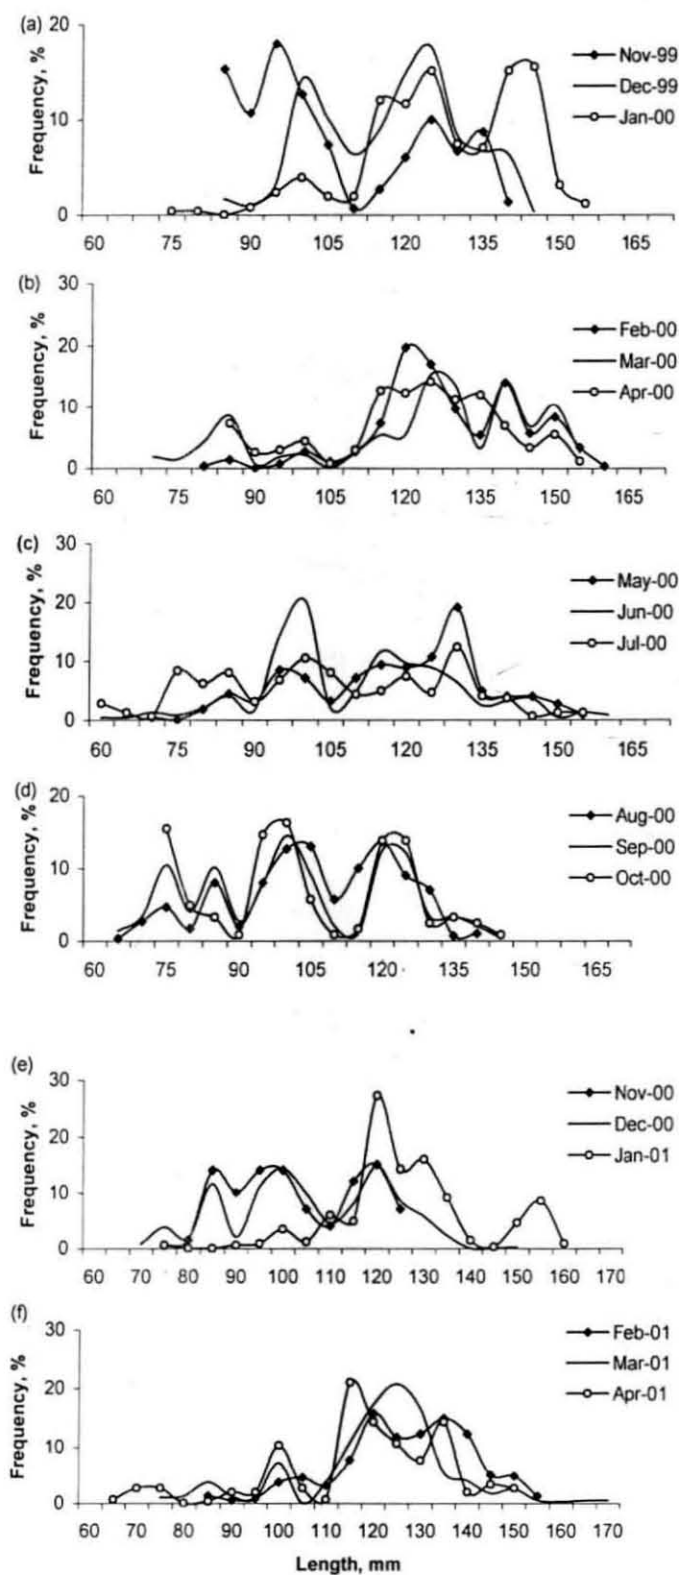 (a)
20
10
0
Frequency, %
Nov-99
Dec-99
Jan-00
60 75 90 105 120 135 150 165
(b)
30
20
10
0
Frequency, %
Feb-00
Mar-00
Apr-00
60 75 90 105 120 135 150 165
(c)
30
20
10
0
Frequency, %
May-00
Jun-00
Jul-00
60 75 90 105 120 135 150 165
(d)
20
10
0
Frequency, %
Aug-00
Sep-00
Oct-00
60 75 90 105 120 135 150 165
(e)
30
20
10
0
Frequency, %
Nov-00
Dec-00
Jan-01
60 70 80 90 100 110 120 130 140 150 160 170
(f)
30
20
10
0
Frequency, %
Feb-01
Mar-01
Apr-01
60 70 80 90 100 110 120 130 140 150 160 170
Length, mm